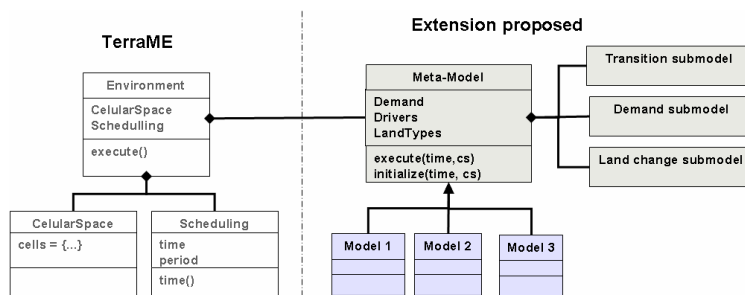 TerraME
Extension proposed
Environment
CelularSpace
Schedulling
execute()
CelularSpace
cells = {...}
Scheduling
time
period
time()
Meta-Model
Demand
Drivers
LandTypes
execute(time,cs)
initialize(time, cs)
Transition submodel
Demand submodel
Land change submodel
Model 1
Model 2
Model 3